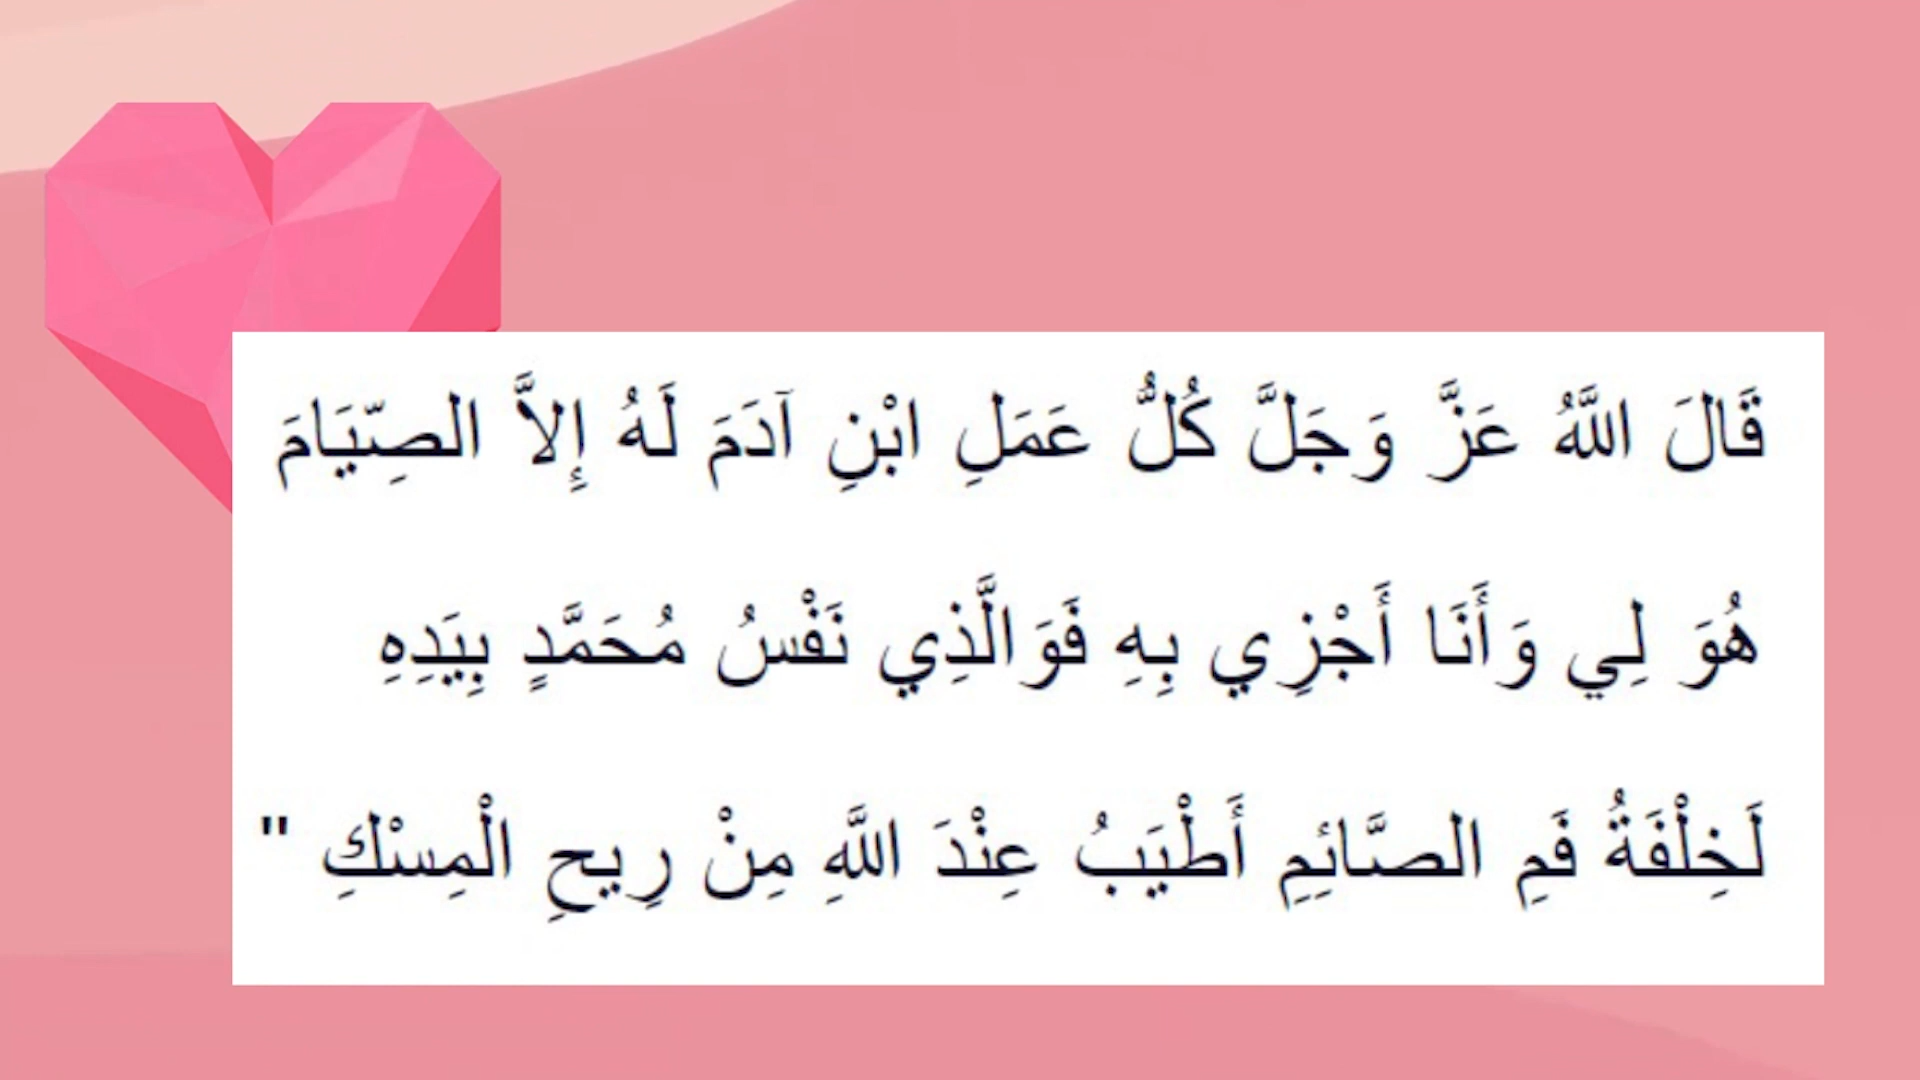 قَالَ اللَّهُ عَزَّ وَجَلَّ كُلُّ عَمَلِ ابْنِ آدَمَ لَهُ إِلاَّ الصِّيَامَ
هُوَ لِي وَأَنَا أَجْزِي بِهِ فَوَالَّذِي نَفْسُ مُحَمَّدٍ بِيَدِهِ
لَخِلْفَةُ فَمِ الصَّائِمِ أَطْيَبُ عِنْدَ اللَّهِ مِنْ رِيحِ الْمِسْكِ "